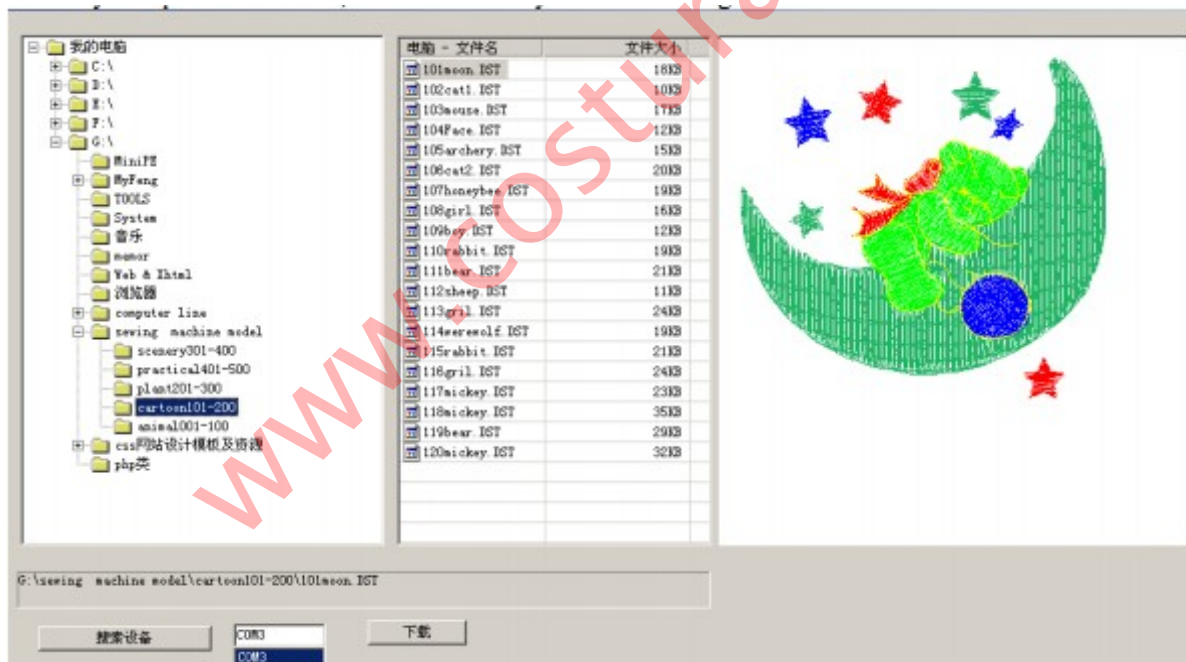 我的电脑
C:\
D:\
E:\
F:\
G:\
MiniPE
MyFang
TOOLS
System
音乐
memor
Web & Xhtml
浏览器
computer line
sewing machine model
scenery301-400
practical401-500
plant201-300
cartoon101-200
animal001-100
css网站设计模板及资源
php类
电脑 - 文件名 文件大小
101moon.DST 18KB
102cat1.DST 10KB
103mouse.DST 17KB
104Face.DST 12KB
105archery.DST 15KB
106cat2.DST 20KB
107honeybee.DST 19KB
108girl.DST 16KB
109boy.DST 12KB
110rabbit.DST 19KB
111bear.DST 21KB
112sheep.DST 11KB
113gril.DST 24KB
114werewolf.DST 19KB
115rabbit.DST 21KB
116gril.DST 24KB
117mickey.DST 23KB
118mickey.DST 35KB
119bear.DST 29KB
120mickey.DST 32KB
G:\sewing machine model\cartoon101-200\101moon.DST
搜索设备 COM3 下载
COM3
www.costura